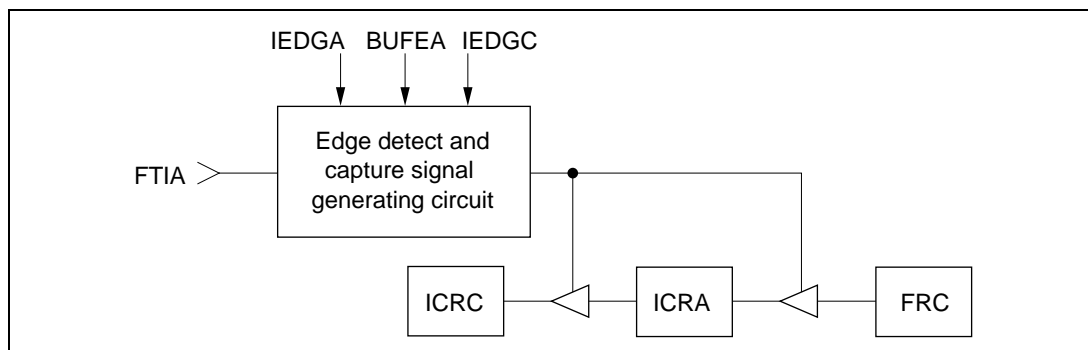 IEDGA BUFEA IEDGC
Edge detect and
capture signal
generating circuit
FTIA
ICRC ICRA FRC